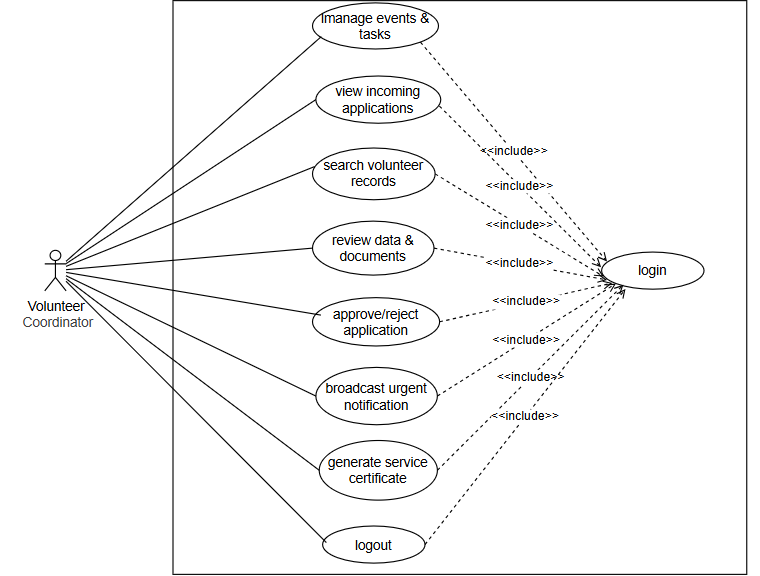 manage events &
tasks
view incoming
applications
<<include>>
search volunteer
records
<<include>>
<<include>>
review data &
documents
<<include>>
login
Volunteer
Coordinator
approve/reject
application
<<include>>
<<include>>
broadcast urgent
notification
<<include>>
<<include>>
generate service
certificate
logout